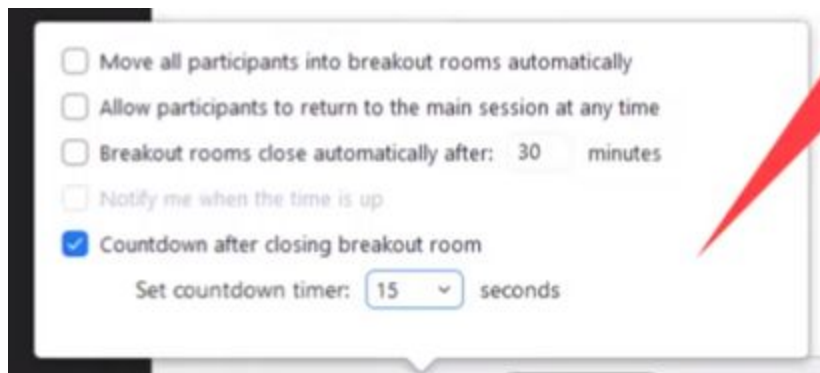 Move all participants into breakout rooms automatically
Allow participants to return to the main session at any time
Breakout rooms close automatically after: 30 minutes
Notify me when the time is up
Countdown after closing breakout room
Set countdown timer: 15 seconds